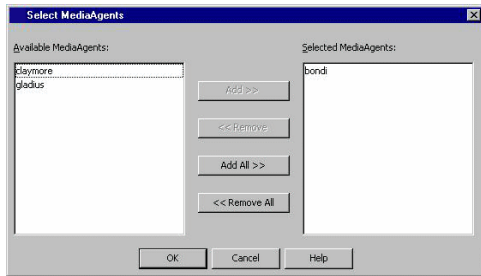 Select MediaAgents
Available MediaAgents:
Selected MediaAgents:
claymore
gladius
bondi
Add >>
<< Remove
Add All >>
<< Remove All
OK
Cancel
Help